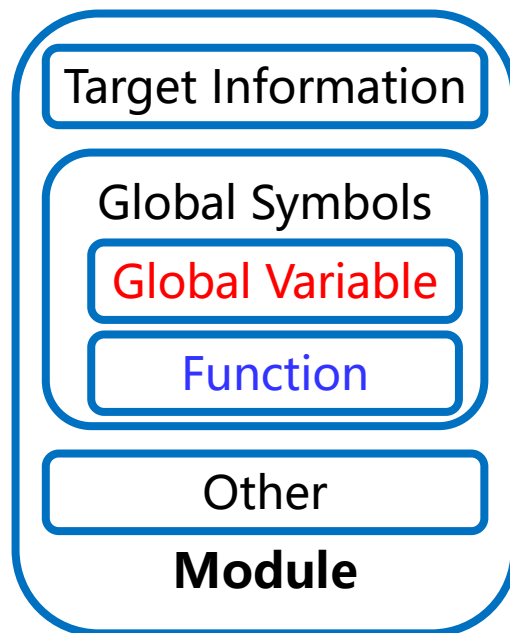 Target Information
Global Symbols
Global Variable
Function
Other
Module